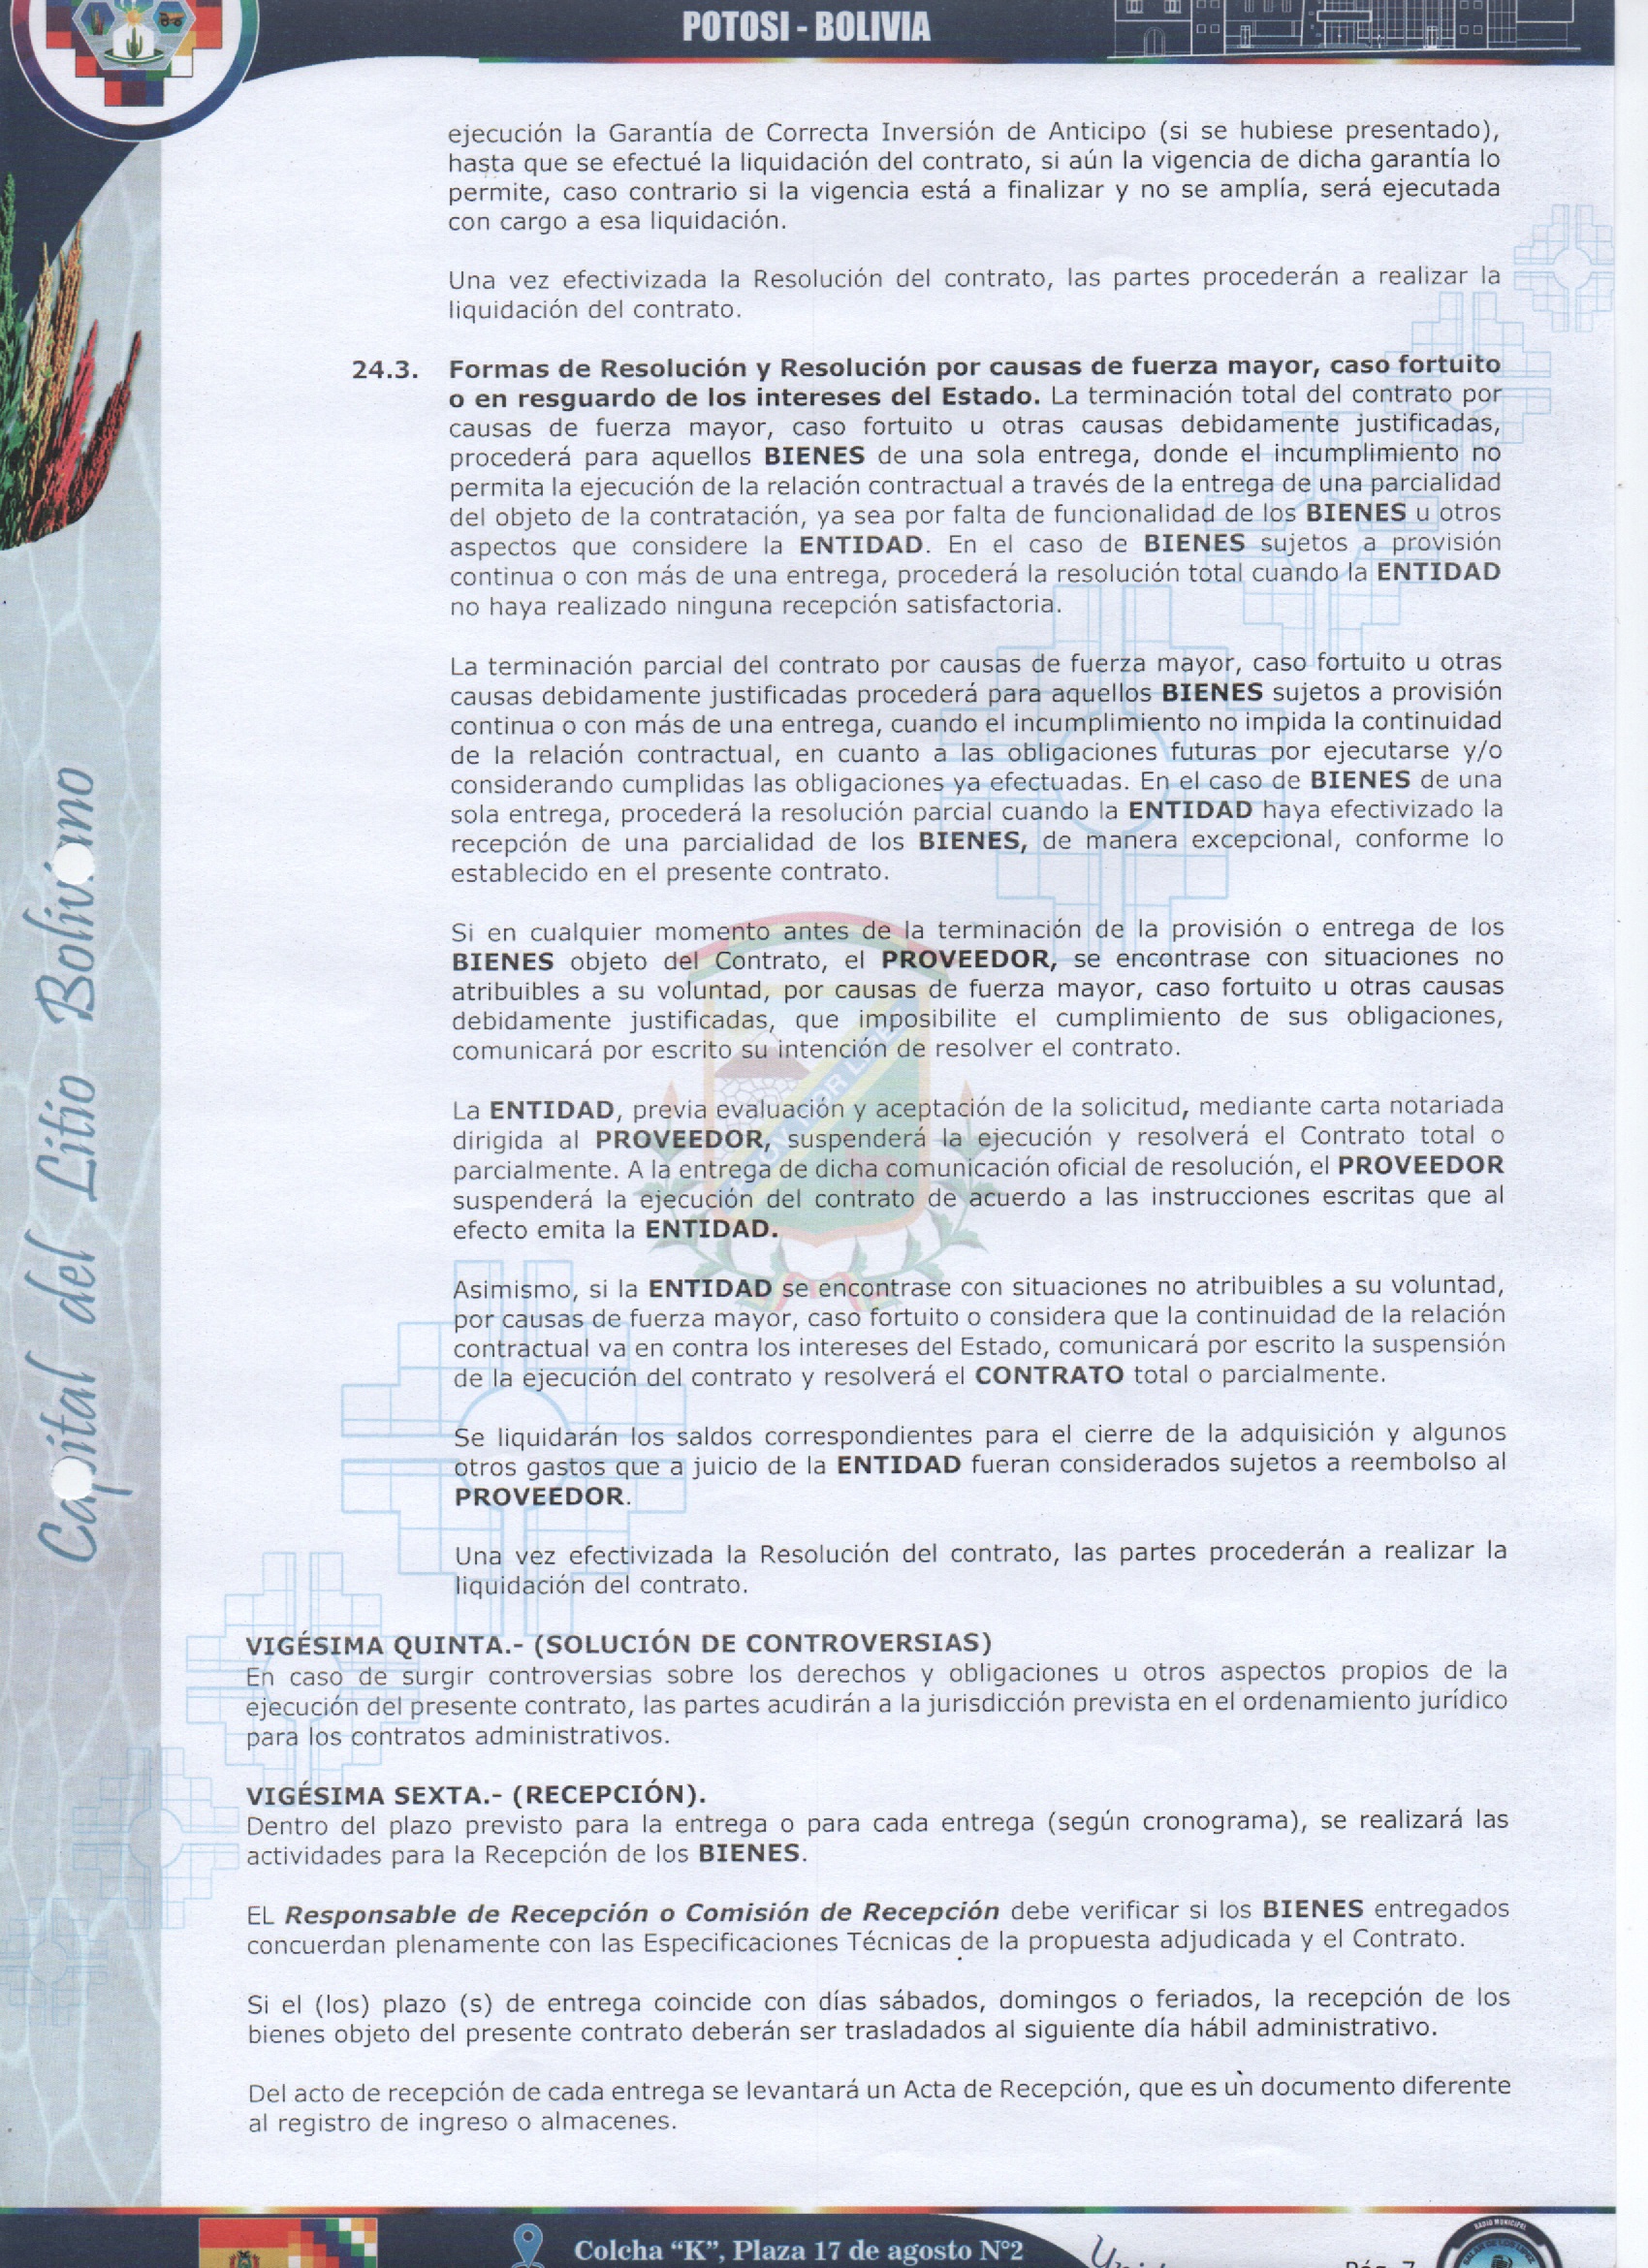 POTOSI - BOLIVIA
ejecución la Garantía de Correcta Inversión de Anticipo (si se hubiese presentado),
hasta que se efectué la liquidación del contrato, si aún la vigencia de dicha garantía lo
permite, caso contrario si la vigencia está a finalizar y no se amplía, será ejecutada
con cargo a esa liquidación.
Una vez efectivizada la Resolución del contrato, las partes procederán a realizar la
liquidación del contrato.
24.3. Formas de Resolución y Resolución por causas de fuerza mayor, caso fortuito
o en resguardo de los intereses del Estado. La terminación total del contrato por
causas de fuerza mayor, caso fortuito u otras causas debidamente justificadas,
procederá para aquellos BIENES de una sola entrega, donde el incumplimiento no
permita la ejecución de la relación contractual a través de la entrega de una parcialidad
del objeto de la contratación, ya sea por falta de funcionalidad de los BIENES u otros
aspectos que considere la ENTIDAD. En el caso de BIENES sujetos a provisión
continua o con más de una entrega, procederá la resolución total cuando la ENTIDAD
no haya realizado ninguna recepción satisfactoria.
La terminación parcial del contrato por causas de fuerza mayor, caso fortuito u otras
causas debidamente justificadas procederá para aquellos BIENES sujetos a provisión
continua o con más de una entrega, cuando el incumplimiento no impida la continuidad
de la relación contractual, en cuanto a las obligaciones futuras por ejecutarse y/o
considerando cumplidas las obligaciones ya efectuadas. En el caso de BIENES de una
sola entrega, procederá la resolución parcial cuando la ENTIDAD haya efectivizado la
recepción de una parcialidad de los BIENES, de manera excepcional, conforme lo
establecido en el presente contrato.
Si en cualquier momento antes de la terminación de la provisión o entrega de los
BIENES objeto del Contrato, el PROVEEDOR, se encontrase con situaciones no
atribuibles a su voluntad, por causas de fuerza mayor, caso fortuito u otras causas
debidamente justificadas, que imposibilite el cumplimiento de sus obligaciones,
comunicará por escrito su intención de resolver el contrato.
La ENTIDAD, previa evaluación y aceptación de la solicitud, mediante carta notariada
dirigida al PROVEEDOR, suspenderá la ejecución y resolverá el Contrato total o
parcialmente. A la entrega de dicha comunicación oficial de resolución, el PROVEEDOR
suspenderá la ejecución del contrato de acuerdo a las instrucciones escritas que al
efecto emita la ENTIDAD.
Asimismo, si la ENTIDAD se encontrase con situaciones no atribuibles a su voluntad,
por causas de fuerza mayor, caso fortuito o considera que la continuidad de la relación
contractual va en contra los intereses del Estado, comunicará por escrito la suspensión
de la ejecución del contrato y resolverá el CONTRATO total o parcialmente.
Se liquidarán los saldos correspondientes para el cierre de la adquisición y algunos
otros gastos que a juicio de la ENTIDAD fueran considerados sujetos a reembolso al
PROVEEDOR.
Una vez efectivizada la Resolución del contrato, las partes procederán a realizar la
liquidación del contrato.
VIGÉSIMA QUINTA.- (SOLUCIÓN DE CONTROVERSIAS)
En caso de surgir controversias sobre los derechos y obligaciones u otros aspectos propios de la
ejecución del presente contrato, las partes acudirán a la jurisdicción prevista en el ordenamiento jurídico
para los contratos administrativos.
VIGÉSIMA SEXTA.- (RECEPCIÓN).
Dentro del plazo previsto para la entrega o para cada entrega (según cronograma), se realizará las
actividades para la Recepción de los BIENES.
EL Responsable de Recepción o Comisión de Recepción debe verificar si los BIENES entregados
concuerdan plenamente con las Especificaciones Técnicas de la propuesta adjudicada y el Contrato.
Si el (los) plazo (s) de entrega coincide con días sábados, domingos o feriados, la recepción de los
bienes objeto del presente contrato deberán ser trasladados al siguiente día hábil administrativo.
Del acto de recepción de cada entrega se levantará un Acta de Recepción, que es un documento diferente
al registro de ingreso o almacenes.
Capital del Litio Boliviano
Colcha “K”, Plaza 17 de agosto N°2
RADIO MUNICIPAL